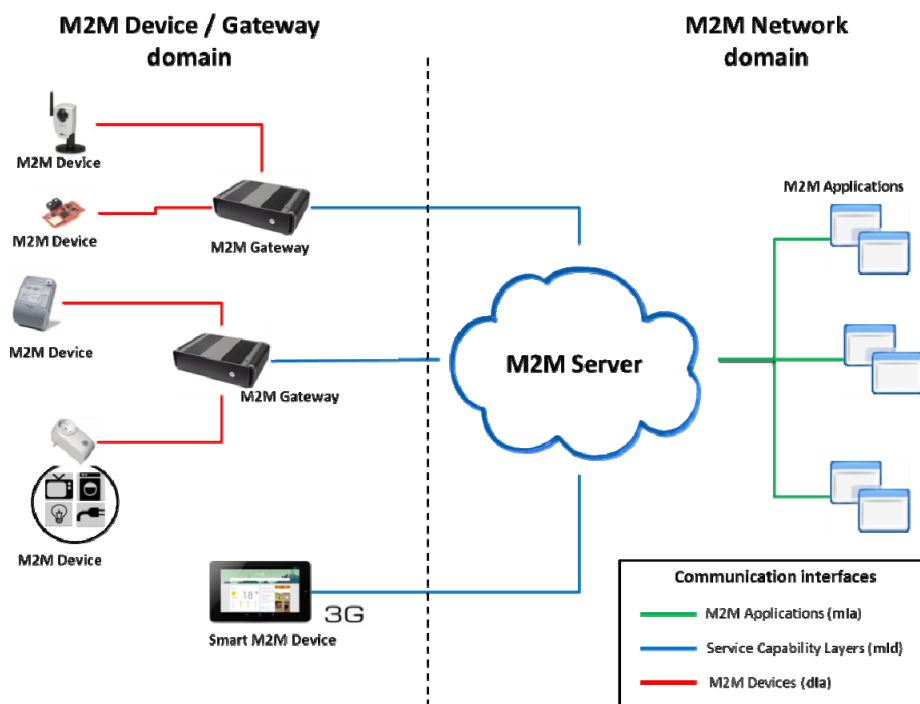 M2M Device / Gateway
domain
M2M Network
domain
M2M Device
M2M Device
M2M Gateway
M2M Applications
M2M Device
M2M Gateway
M2M Server
M2M Device
18°
3G
Smart M2M Device
Communication interfaces
M2M Applications (mIa)
Service Capability Layers (mId)
M2M Devices (dIa)